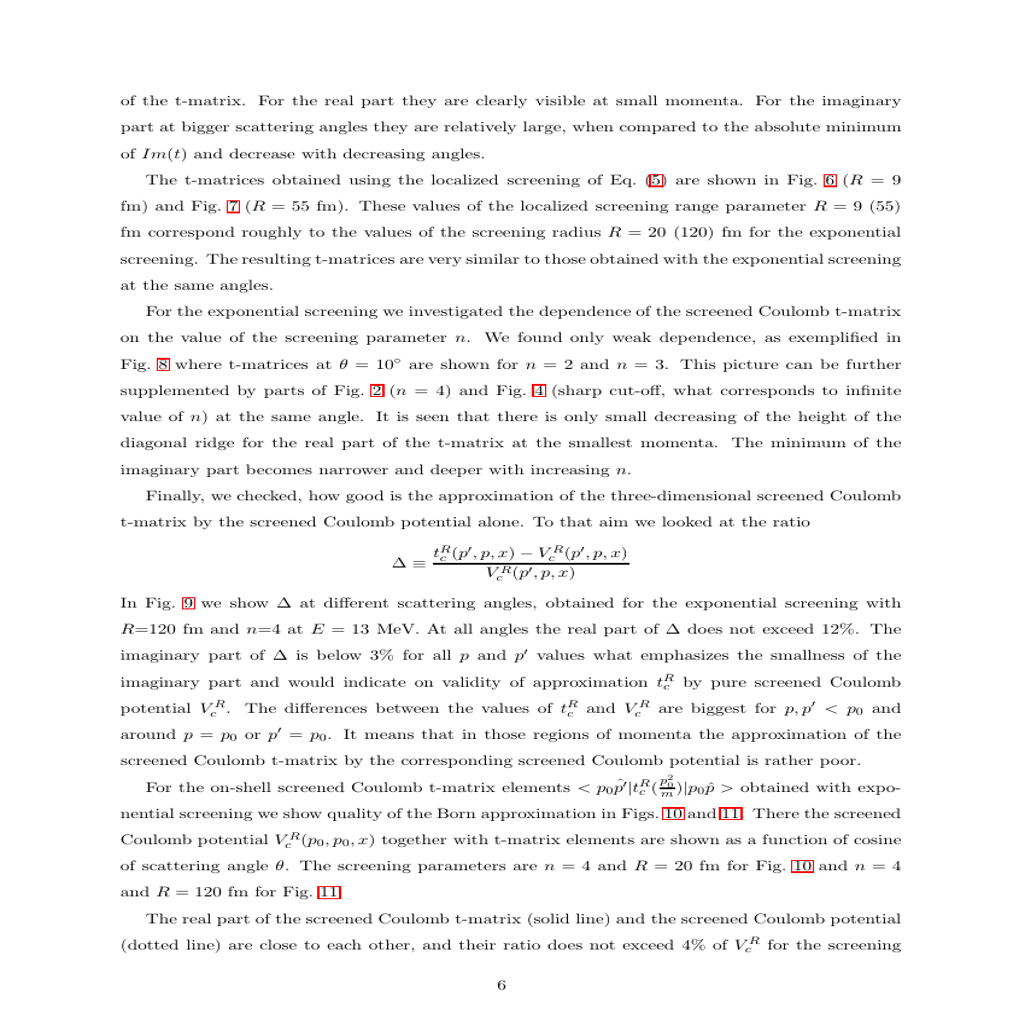 of the t-matrix. For the real part they are clearly visible at small momenta. For the imaginary
part at bigger scattering angles they are relatively large, when compared to the absolute minimum
of Im(t) and decrease with decreasing angles.
The t-matrices obtained using the localized screening of Eq. (5) are shown in Fig. 6 (R = 9
fm) and Fig. 7 (R = 55 fm). These values of the localized screening range parameter R = 9 (55)
fm correspond roughly to the values of the screening radius R = 20 (120) fm for the exponential
screening. The resulting t-matrices are very similar to those obtained with the exponential screening
at the same angles.
For the exponential screening we investigated the dependence of the screened Coulomb t-matrix
on the value of the screening parameter n. We found only weak dependence, as exemplified in
Fig. 8 where t-matrices at θ = 10° are shown for n = 2 and n = 3. This picture can be further
supplemented by parts of Fig. 2 (n = 4) and Fig. 4 (sharp cut-off, what corresponds to infinite
value of n) at the same angle. It is seen that there is only small decreasing of the height of the
diagonal ridge for the real part of the t-matrix at the smallest momenta. The minimum of the
imaginary part becomes narrower and deeper with increasing n.
Finally, we checked, how good is the approximation of the three-dimensional screened Coulomb
t-matrix by the screened Coulomb potential alone. To that aim we looked at the ratio
$\Delta \equiv \frac{t_c^R(p', p, x) - V_c^R(p', p, x)}{V_c^R(p', p, x)}$
In Fig. 9 we show Δ at different scattering angles, obtained for the exponential screening with
R=120 fm and n=4 at E = 13 MeV. At all angles the real part of Δ does not exceed 12%. The
imaginary part of Δ is below 3% for all p and p′ values what emphasizes the smallness of the
imaginary part and would indicate on validity of approximation $t_c^R$ by pure screened Coulomb
potential $V_c^R$. The differences between the values of $t_c^R$ and $V_c^R$ are biggest for $p, p' < p_0$ and
around $p = p_0$ or $p' = p_0$. It means that in those regions of momenta the approximation of the
screened Coulomb t-matrix by the corresponding screened Coulomb potential is rather poor.
For the on-shell screened Coulomb t-matrix elements $< p_0\hat{p}'|t_c^R(\frac{p_0^2}{m})|p_0\hat{p} >$ obtained with expo-
nential screening we show quality of the Born approximation in Figs. 10 and 11. There the screened
Coulomb potential $V_c^R(p_0, p_0, x)$ together with t-matrix elements are shown as a function of cosine
of scattering angle θ. The screening parameters are n = 4 and R = 20 fm for Fig. 10 and n = 4
and R = 120 fm for Fig. 11.
The real part of the screened Coulomb t-matrix (solid line) and the screened Coulomb potential
(dotted line) are close to each other, and their ratio does not exceed 4% of $V_c^R$ for the screening
6